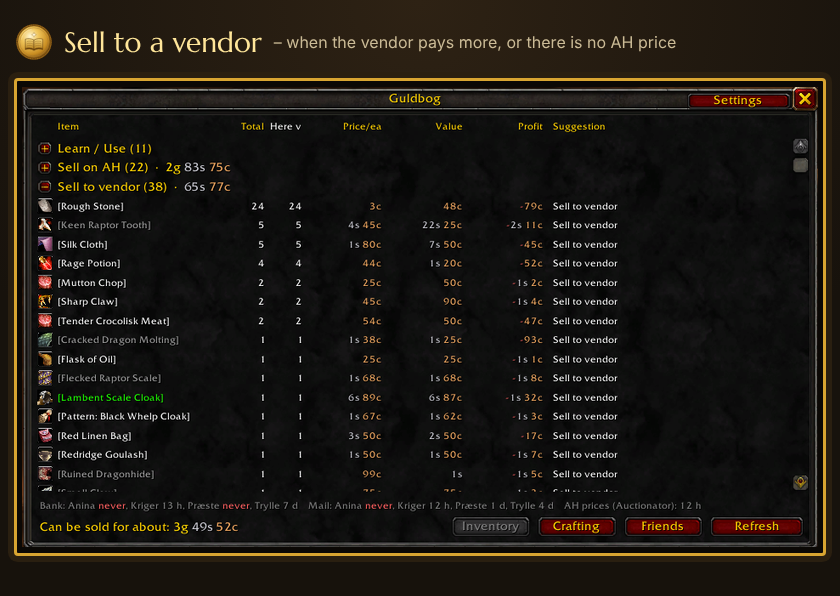 Sell to a vendor – when the vendor pays more, or there is no AH price
Guldbog
Settings
Item Total Here v Price/ea Value Profit Suggestion
Learn / Use (11)
Sell on AH (22) · 2g 83s 75c
Sell to vendor (38) · 65s 77c
[Rough Stone] 24 24 3c 48c -79c Sell to vendor
[Keen Raptor Tooth] 5 5 4s 45c 22s 25c -2s 11c Sell to vendor
[Silk Cloth] 5 5 1s 80c 7s 50c -45c Sell to vendor
[Rage Potion] 4 4 44c 1s 20c -52c Sell to vendor
[Mutton Chop] 2 2 25c 50c -1s 2c Sell to vendor
[Sharp Claw] 2 2 45c 90c -1s 4c Sell to vendor
[Tender Crocolisk Meat] 2 2 54c 50c -47c Sell to vendor
[Cracked Dragon Molting] 1 1 1s 38c 1s 25c -93c Sell to vendor
[Flask of Oil] 1 1 25c 25c -1s 1c Sell to vendor
[Flecked Raptor Scale] 1 1 1s 68c 1s 68c -1s 8c Sell to vendor
[Lambent Scale Cloak] 1 1 6s 89c 6s 87c -1s 32c Sell to vendor
[Pattern: Black Whelp Cloak] 1 1 1s 67c 1s 62c -1s 3c Sell to vendor
[Red Linen Bag] 1 1 3s 50c 2s 50c -17c Sell to vendor
[Redridge Goulash] 1 1 1s 50c 1s 50c -1s 7c Sell to vendor
[Ruined Dragonhide] 1 1 99c 1s -1s 5c Sell to vendor
Bank: Anina never, Kriger 13 h, Præste never, Trylle 7 d Mail: Anina never, Kriger 12 h, Præste 1 d, Trylle 4 d AH prices (Auctionator): 12 h
Can be sold for about: 3g 49s 52c
Inventory Crafting Friends Refresh